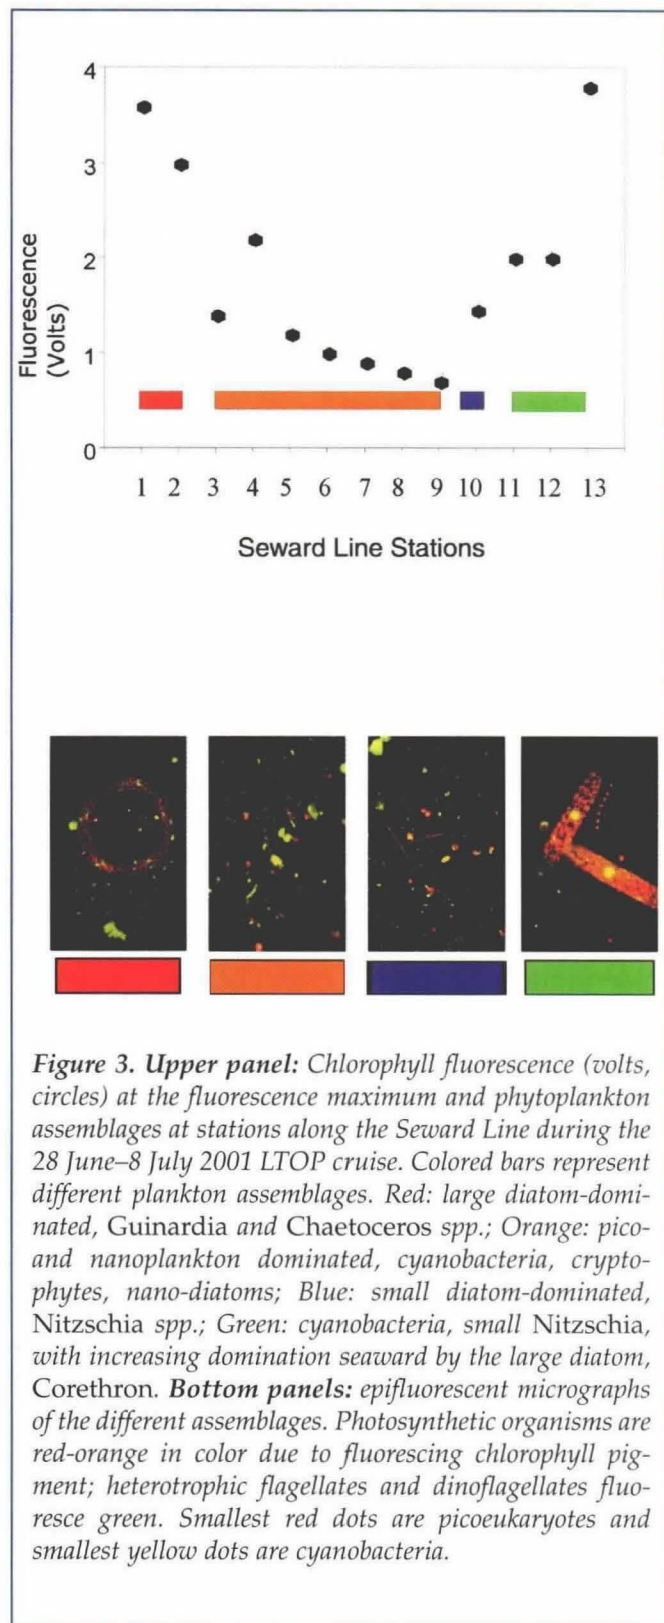 4
3
2
1
0
Fluorescence
(Volts)
1 2 3 4 5 6 7 8 9 10 11 12 13
Seward Line Stations
Figure 3. Upper panel: Chlorophyll fluorescence (volts,
circles) at the fluorescence maximum and phytoplankton
assemblages at stations along the Seward Line during the
28 June–8 July 2001 LTOP cruise. Colored bars represent
different plankton assemblages. Red: large diatom-domi-
nated, Guinardia and Chaetoceros spp.; Orange: pico-
and nanoplankton dominated, cyanobacteria, crypto-
phytes, nano-diatoms; Blue: small diatom-dominated,
Nitzschia spp.; Green: cyanobacteria, small Nitzschia,
with increasing domination seaward by the large diatom,
Corethron. Bottom panels: epifluorescent micrographs
of the different assemblages. Photosynthetic organisms are
red-orange in color due to fluorescing chlorophyll pig-
ment; heterotrophic flagellates and dinoflagellates fluo-
resce green. Smallest red dots are picoeukaryotes and
smallest yellow dots are cyanobacteria.